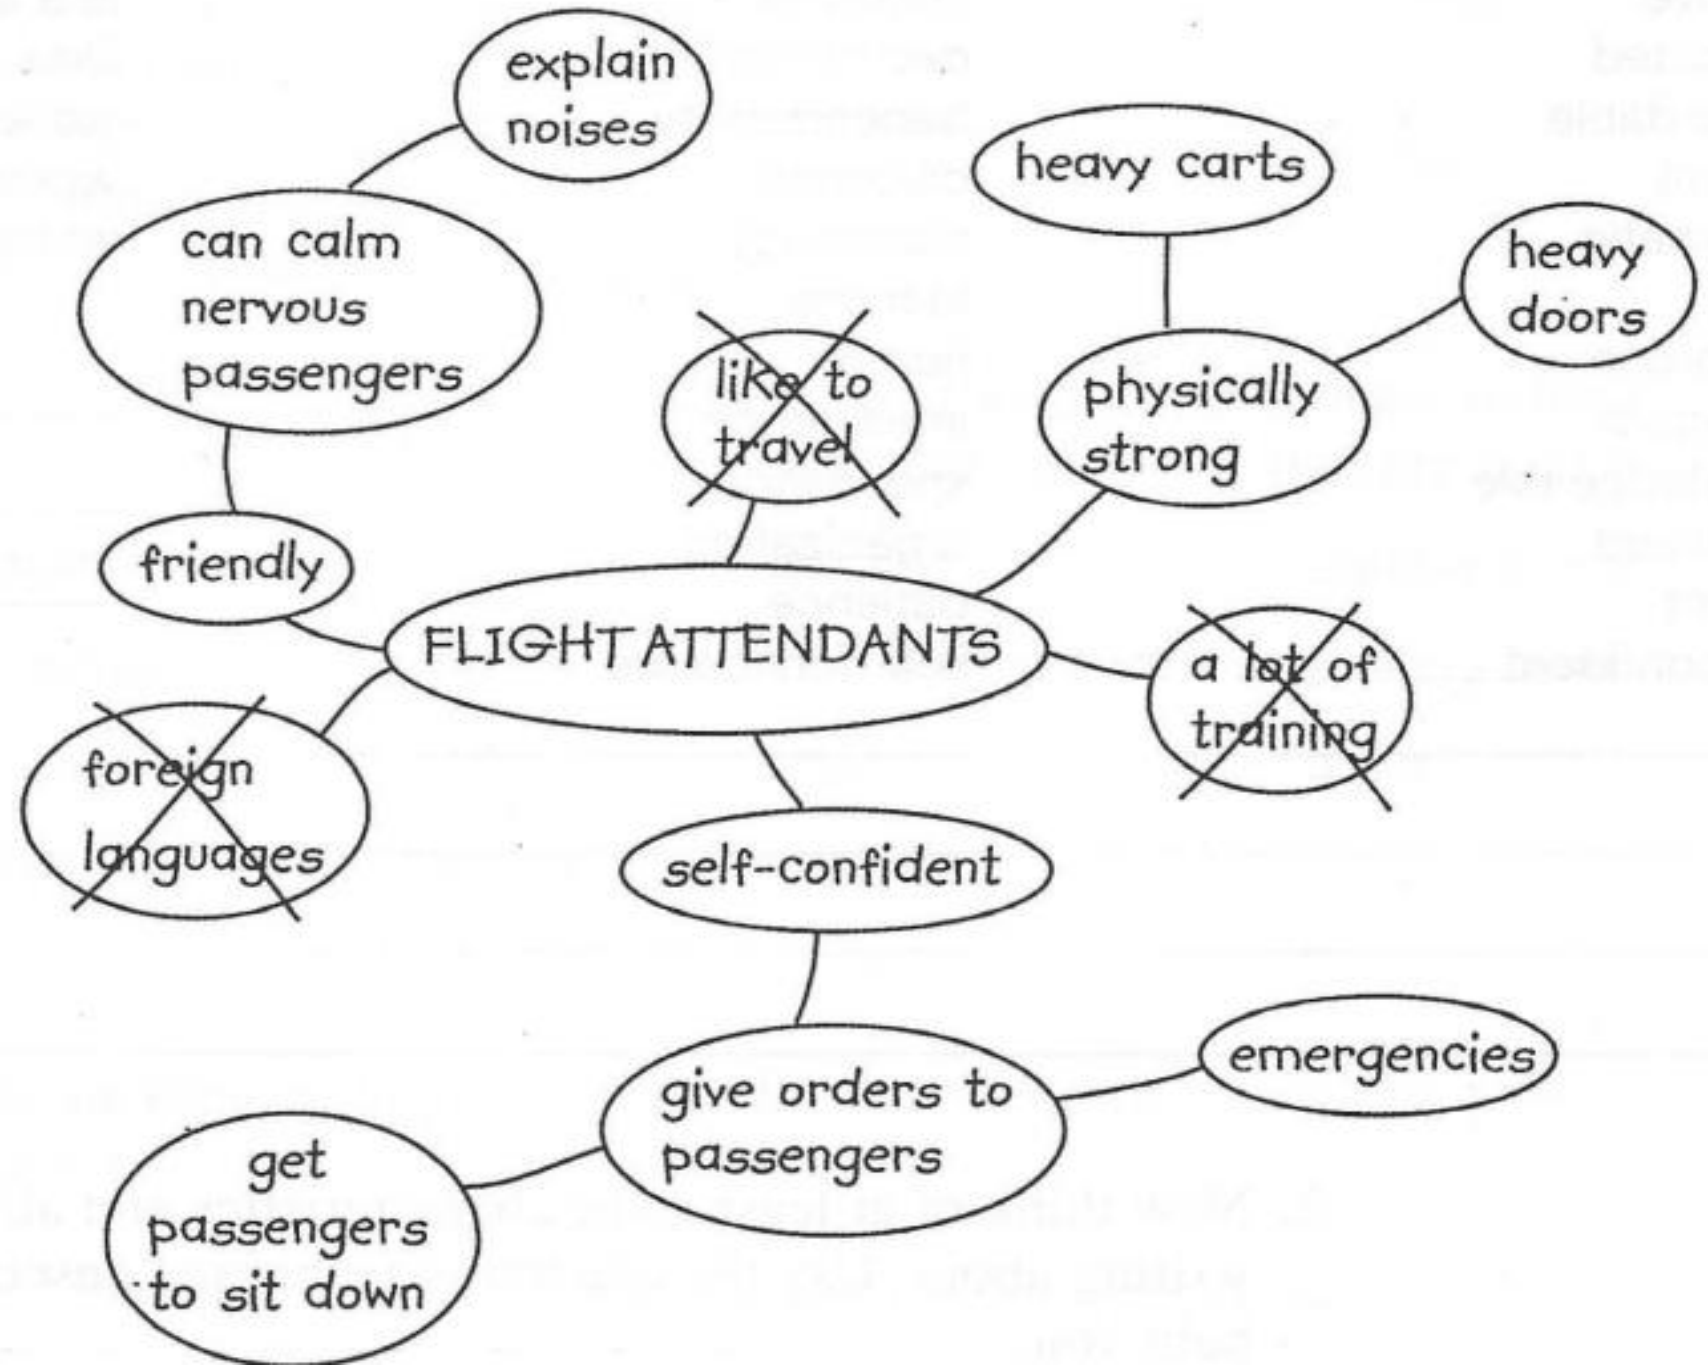 explain
noises
heavy carts
can calm
nervous
passengers
heavy
doors
like to
travel
physically
strong
friendly
FLIGHT ATTENDANTS
a lot of
training
foreign
languages
self-confident
give orders to
passengers
emergencies
get
passengers
to sit down